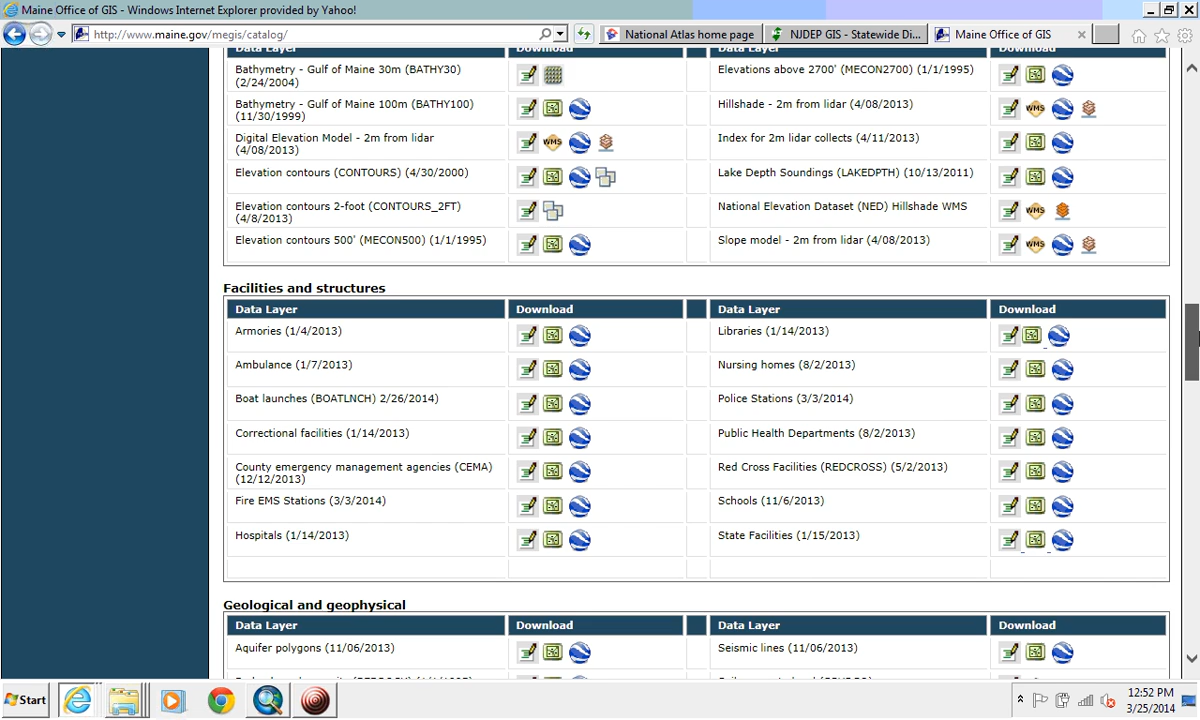 Maine Office of GIS - Windows Internet Explorer provided by Yahoo!
http://www.maine.gov/megis/catalog/
National Atlas home page
NJDEP GIS - Statewide Di...
Maine Office of GIS
Data Layer
Download
Data Layer
Download
Bathymetry - Gulf of Maine 30m (BATHY30)
(2/24/2004)
Elevations above 2700' (MECON2700) (1/1/1995)
Bathymetry - Gulf of Maine 100m (BATHY100)
(11/30/1999)
Hillshade - 2m from lidar (4/08/2013)
WMS
Digital Elevation Model - 2m from lidar
(4/08/2013)
WMS
Index for 2m lidar collects (4/11/2013)
Elevation contours (CONTOURS) (4/30/2000)
Lake Depth Soundings (LAKEDPTH) (10/13/2011)
Elevation contours 2-foot (CONTOURS_2FT)
(4/8/2013)
National Elevation Dataset (NED) Hillshade WMS
WMS
Elevation contours 500' (MECON500) (1/1/1995)
Slope model - 2m from lidar (4/08/2013)
WMS
Facilities and structures
Data Layer
Download
Data Layer
Download
Armories (1/4/2013)
Libraries (1/14/2013)
Ambulance (1/7/2013)
Nursing homes (8/2/2013)
Boat launches (BOATLNCH) 2/26/2014)
Police Stations (3/3/2014)
Correctional facilities (1/14/2013)
Public Health Departments (8/2/2013)
County emergency management agencies (CEMA)
(12/12/2013)
Red Cross Facilities (REDCROSS) (5/2/2013)
Fire EMS Stations (3/3/2014)
Schools (11/6/2013)
Hospitals (1/14/2013)
State Facilities (1/15/2013)
Geological and geophysical
Data Layer
Download
Data Layer
Download
Aquifer polygons (11/06/2013)
Seismic lines (11/06/2013)
Start
12:52 PM
3/25/2014